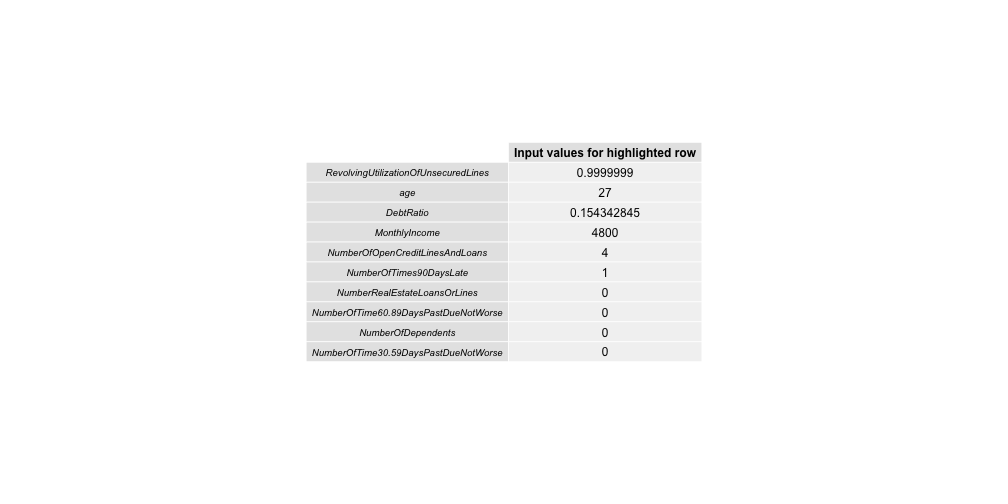 Input values for highlighted row
RevolvingUtilizationOfUnsecuredLines 0.9999999
age 27
DebtRatio 0.154342845
MonthlyIncome 4800
NumberOfOpenCreditLinesAndLoans 4
NumberOfTimes90DaysLate 1
NumberRealEstateLoansOrLines 0
NumberOfTime60.89DaysPastDueNotWorse 0
NumberOfDependents 0
NumberOfTime30.59DaysPastDueNotWorse 0